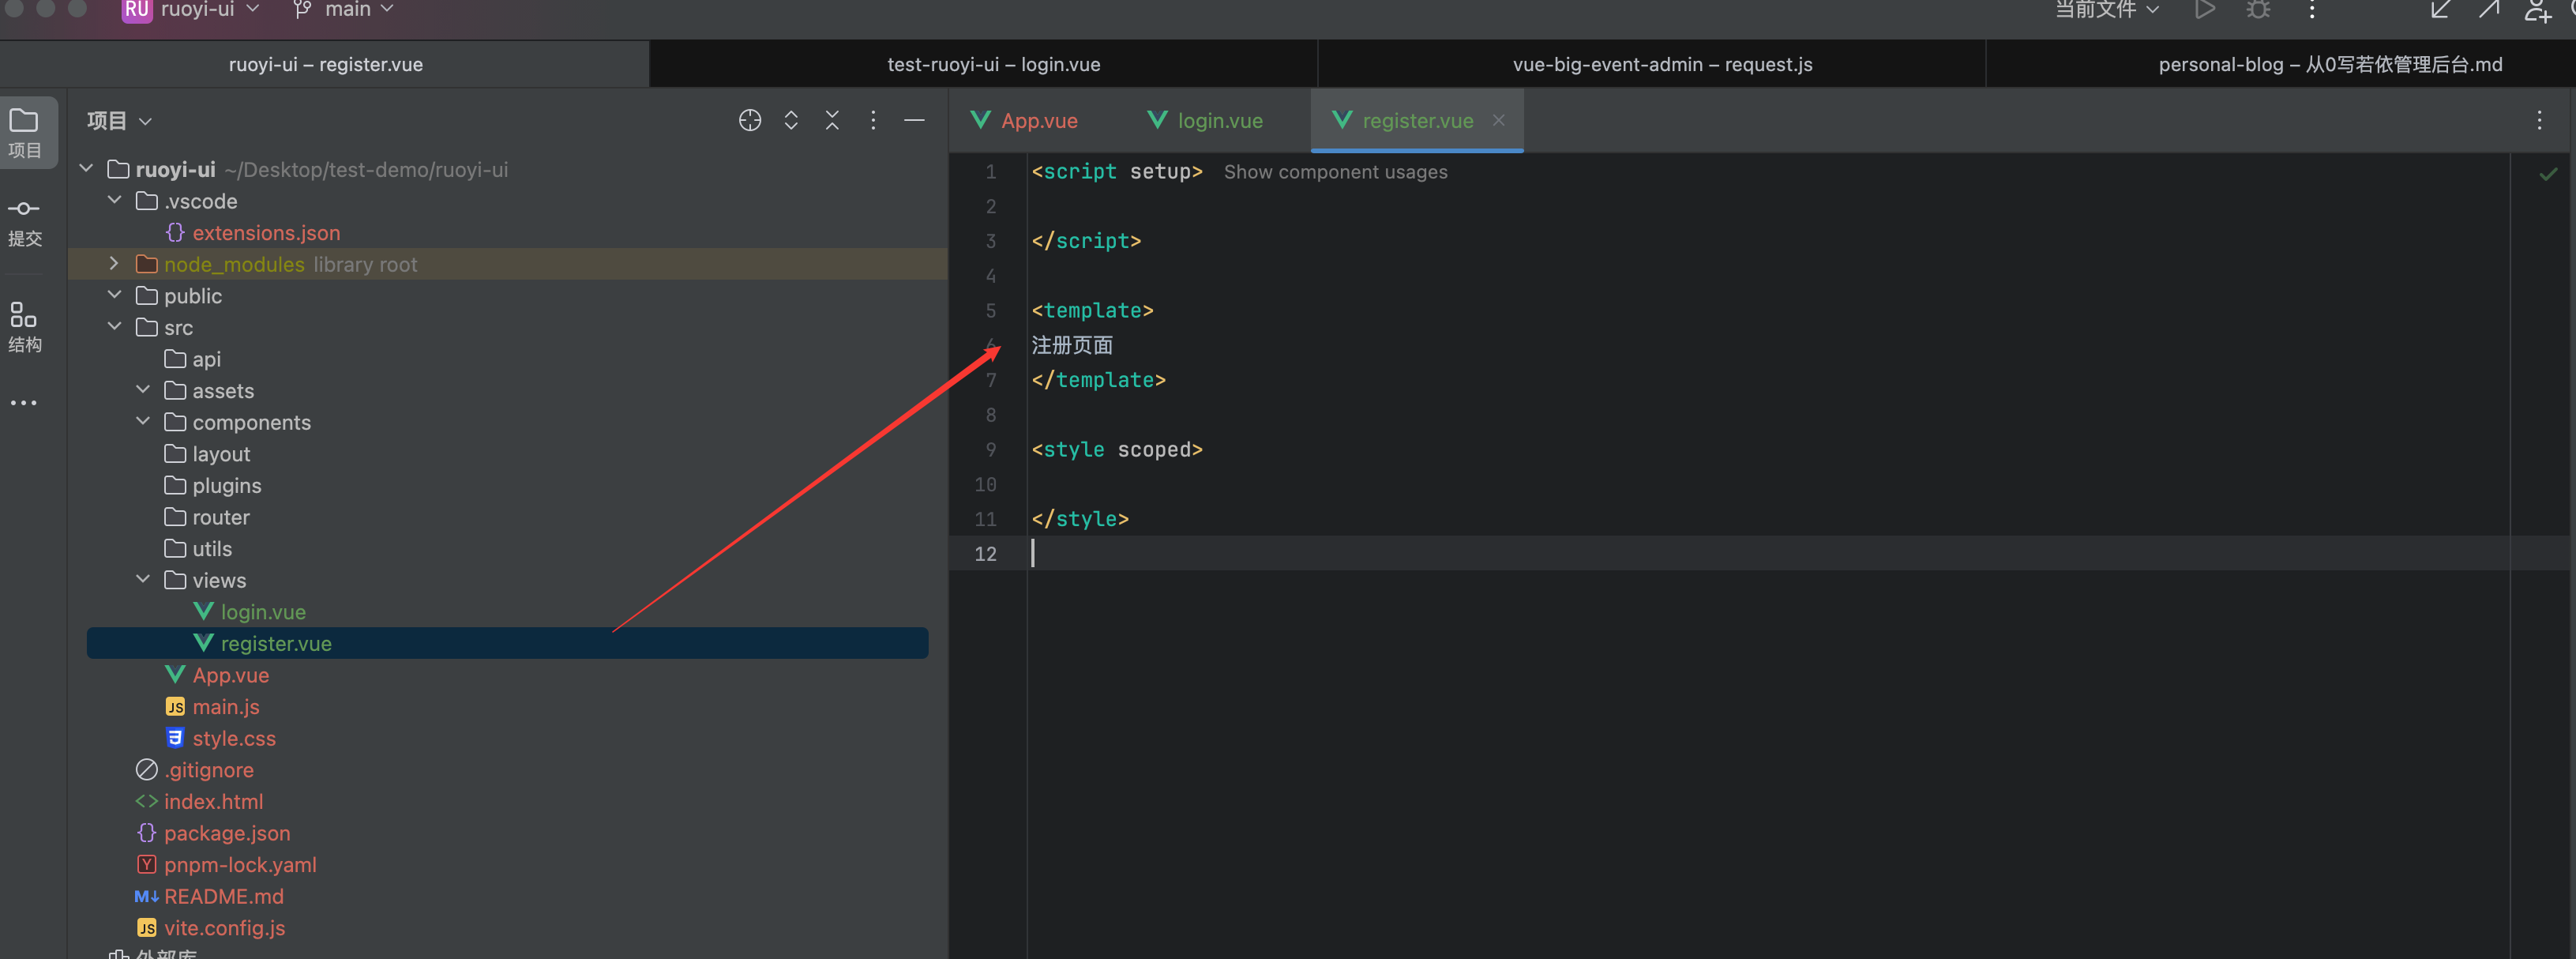 RU ruoyi-ui main 当前文件
ruoyi-ui – register.vue test-ruoyi-ui – login.vue vue-big-event-admin – request.js personal-blog – 从0写若依管理后台.md
项目
提交
结构
项目
ruoyi-ui ~/Desktop/test-demo/ruoyi-ui
.vscode
extensions.json
node_modules library root
public
src
api
assets
components
layout
plugins
router
utils
views
login.vue
register.vue
App.vue
main.js
style.css
.gitignore
index.html
package.json
pnpm-lock.yaml
README.md
vite.config.js
外部库
App.vue login.vue register.vue
1 <script setup> Show component usages
2
3 </script>
4
5 <template>
6 注册页面
7 </template>
8
9 <style scoped>
10
11 </style>
12